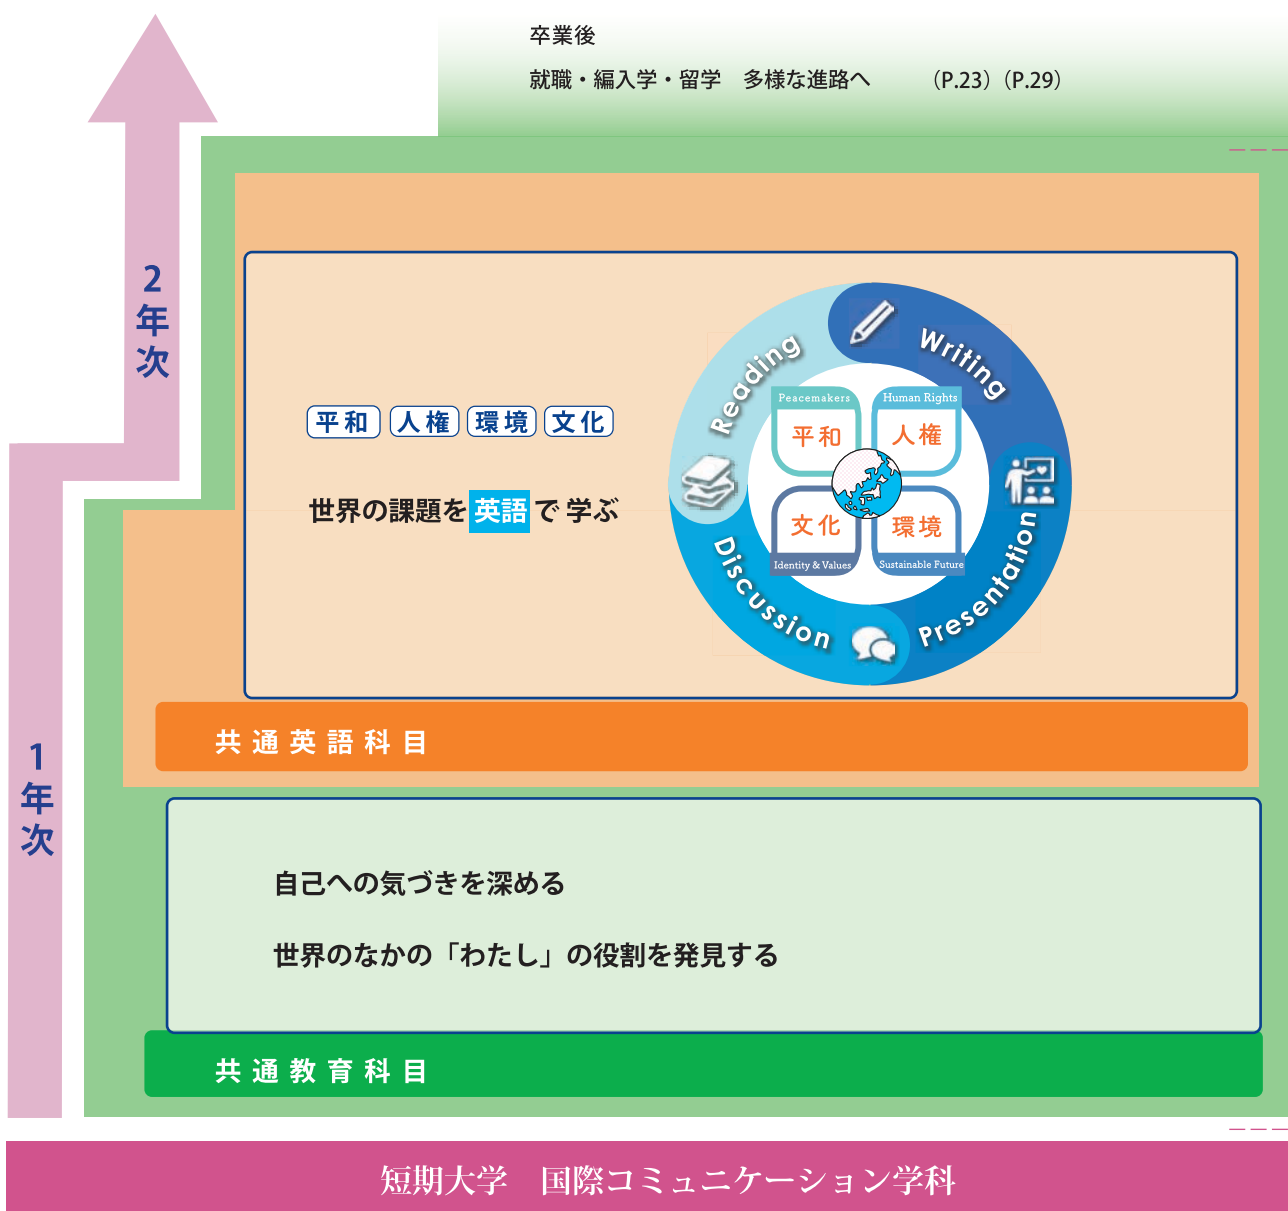 卒業後
就職・編入学・留学　多様な進路へ　（P.23）（P.29）
2年次
平和 人権 環境 文化
世界の課題を 英語 で 学ぶ
Reading
Writing
Peacemakers
平和
Human Rights
人権
文化
Identity & Values
環境
Sustainable Future
Discussion
Presentation
共通英語科目
1年次
自己への気づきを深める
世界のなかの「わたし」の役割を発見する
共通教育科目
短期大学　国際コミュニケーション学科